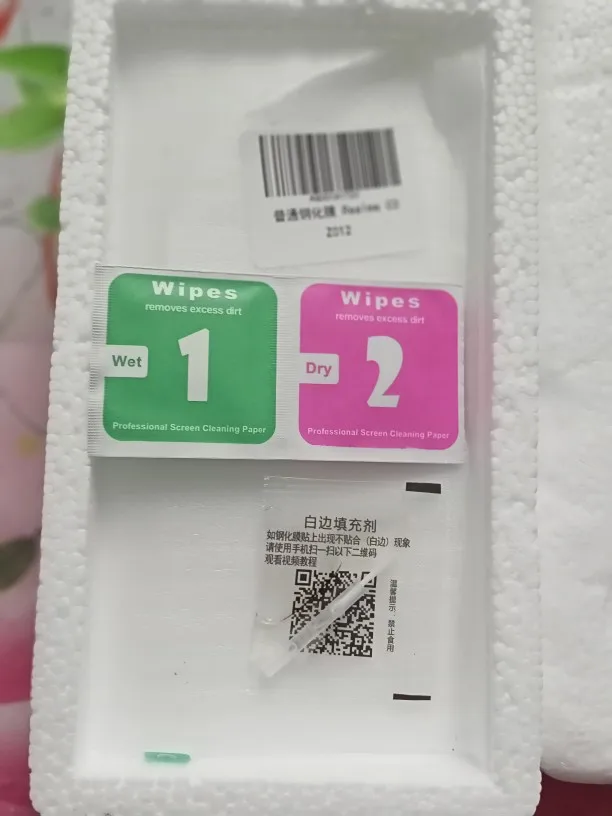 普通钢化膜 Realme Q3
2012
Wipes
removes excess dirt
Wet
1
Professional Screen Cleaning Paper
Wipes
removes excess dirt
Dry
2
Professional Screen Cleaning Paper
白边填充剂
如钢化膜贴上出现不贴合（白边）现象
请使用手机扫一扫以下二维码
观看视频教程
温馨提示：禁止食用